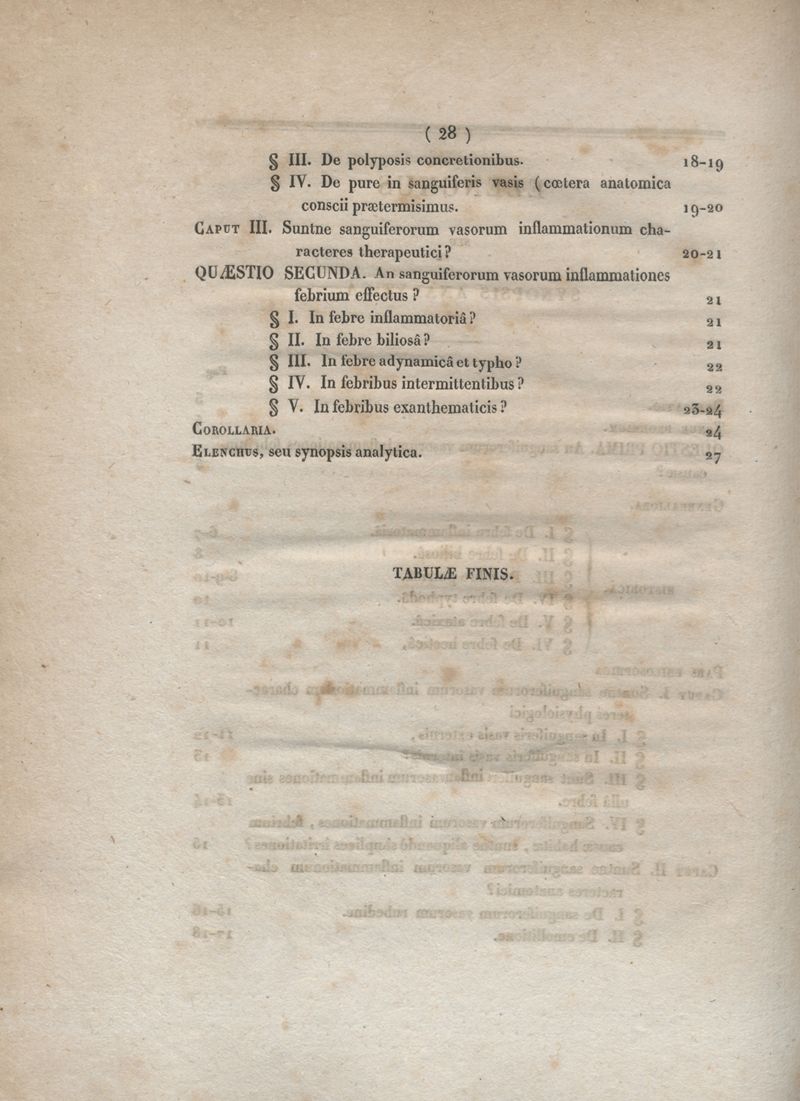 ( 28 )
§ III. De polyposis concretionibus. 18-19
§ IV. De pure in sanguiferis vasis ( cœtera anatomica
conscii prætermisimus. 19-20
CAPUT III. Suntne sanguiferorum vasorum inflammationum cha-
racteres therapeutici ? 20-21
QUÆSTIO SECUNDA. An sanguiferorum vasorum inflammationes
febrium effectus ? 21
§ I. In febre inflammatoriâ ? 21
§ II. In febre biliosâ ? 21
§ III. In febre adynamicâ et typho ? 22
§ IV. In febribus intermittentibus ? 22
§ V. In febribus exanthematicis ? 23-24
COROLLARIA. 24
ELENCHUS, seu synopsis analytica. 27
TABULÆ FINIS.